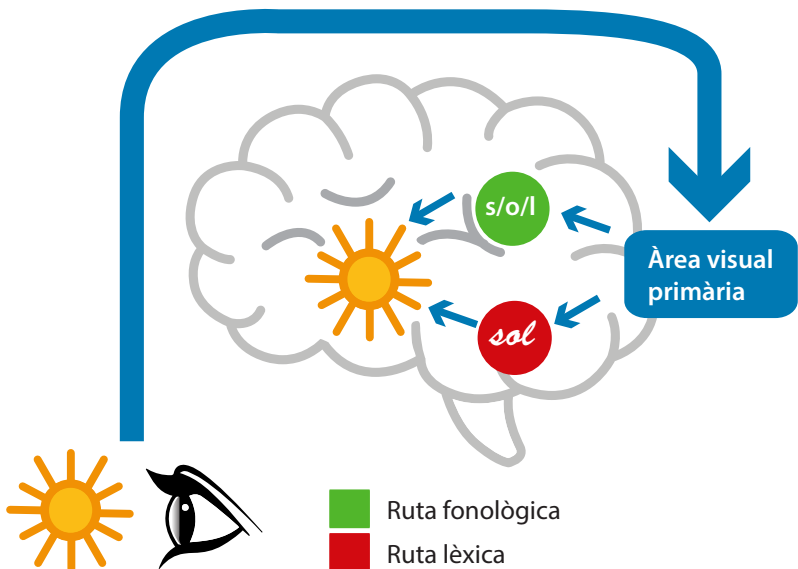 s/o/l
Àrea visual
primària
sol
Ruta fonològica
Ruta lèxica